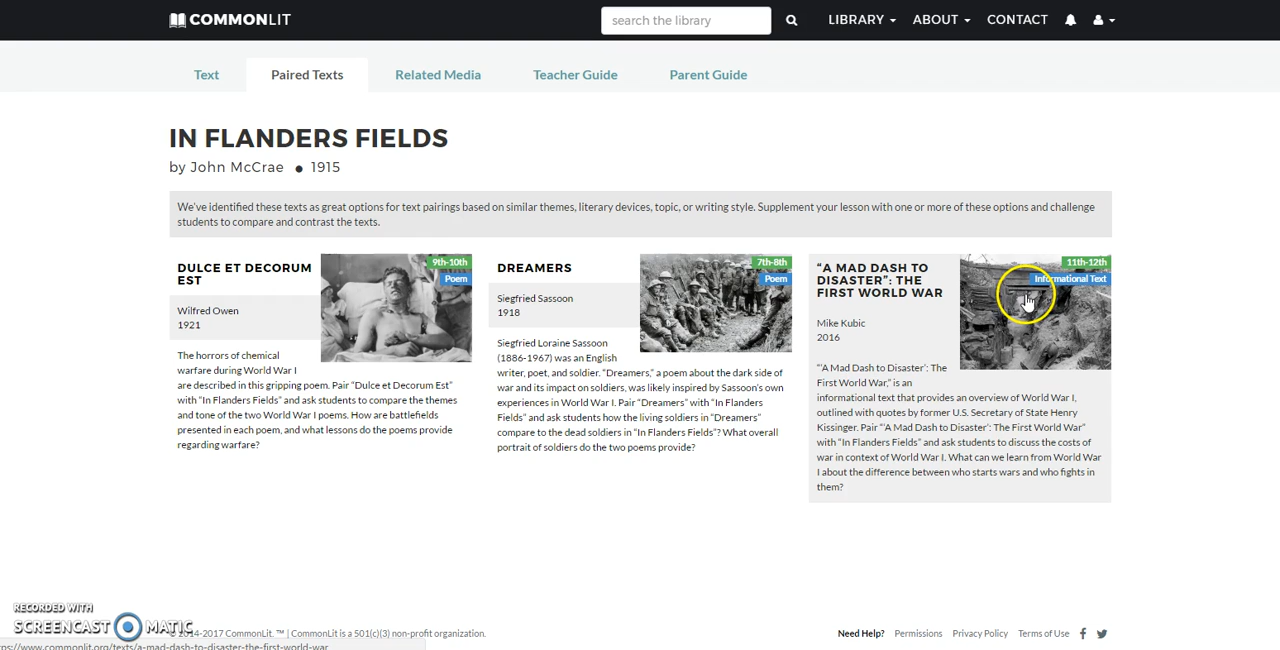 COMMONLIT
search the library
LIBRARY
ABOUT
CONTACT
Text
Paired Texts
Related Media
Teacher Guide
Parent Guide
IN FLANDERS FIELDS
by John McCrae ● 1915
We've identified these texts as great options for text pairings based on similar themes, literary devices, topic, or writing style. Supplement your lesson with one or more of these options and challenge
students to compare and contrast the texts.
DULCE ET DECORUM
EST
9th-10th
Poem
Wilfred Owen
1921
The horrors of chemical
warfare during World War I
are described in this gripping poem. Pair “Dulce et Decorum Est”
with “In Flanders Fields” and ask students to compare the themes
and tone of the two World War I poems. How are battlefields
presented in each poem, and what lessons do the poems provide
regarding warfare?
DREAMERS
7th-8th
Poem
Siegfried Sassoon
1918
Siegfried Loraine Sassoon
(1886-1967) was an English
writer, poet, and soldier. “Dreamers,” a poem about the dark side of
war and its impact on soldiers, was likely inspired by Sassoon's own
experiences in World War I. Pair “Dreamers” with “In Flanders
Fields” and ask students how the living soldiers in “Dreamers”
compare to the dead soldiers in “In Flanders Fields”? What overall
portrait of soldiers do the two poems provide?
“A MAD DASH TO
DISASTER”: THE
FIRST WORLD WAR
11th-12th
Informational Text
Mike Kubic
2016
“‘A Mad Dash to Disaster’: The
First World War,” is an
informational text that provides an overview of World War I,
outlined with quotes by former U.S. Secretary of State Henry
Kissinger. Pair “‘A Mad Dash to Disaster’: The First World War”
with “In Flanders Fields” and ask students to discuss the costs of
war in context of World War I. What can we learn from World War
I about the difference between who starts wars and who fights in
them?
RECORDED WITH
SCREENCAST MATIC
© 2014-2017 CommonLit. ™ | CommonLit is a 501(c)(3) non-profit organization.
Need Help?
Permissions
Privacy Policy
Terms of Use
ps://www.commonlit.org/texts/a-mad-dash-to-disaster-the-first-world-war